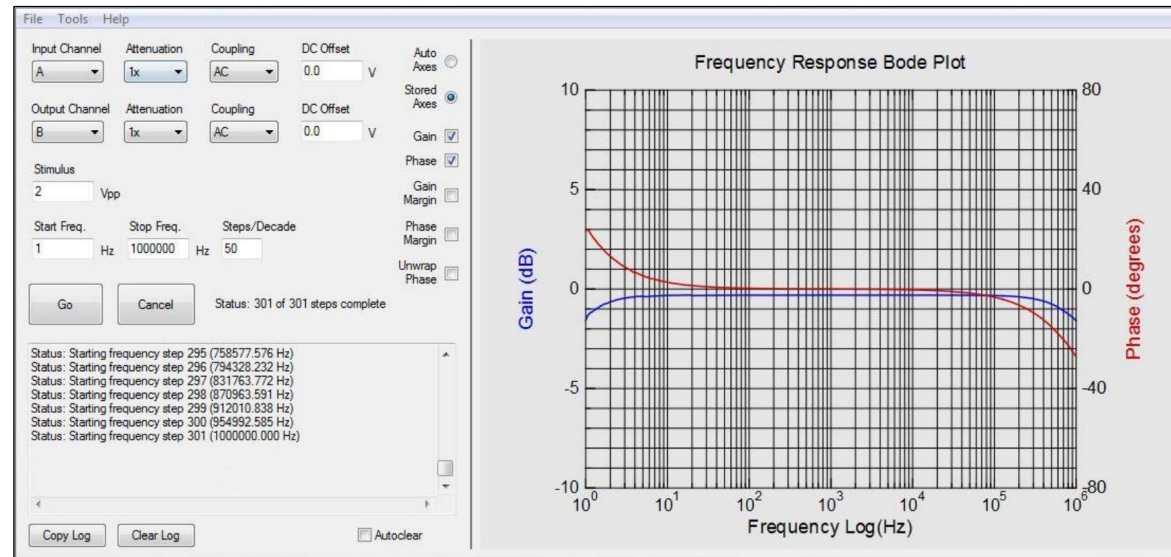 File Tools Help
Input Channel Attenuation Coupling DC Offset
A 1x AC 0.0 V
Auto Axes
Stored Axes
Output Channel Attenuation Coupling DC Offset
B 1x AC 0.0 V
Gain
Phase
Stimulus
2 Vpp
Gain Margin
Start Freq. Stop Freq. Steps/Decade
1 Hz 1000000 Hz 50
Phase Margin
Unwrap Phase
Go Cancel Status: 301 of 301 steps complete
Status: Starting frequency step 295 (758577.576 Hz)
Status: Starting frequency step 296 (794328.232 Hz)
Status: Starting frequency step 297 (831763.772 Hz)
Status: Starting frequency step 298 (870963.591 Hz)
Status: Starting frequency step 299 (912010.838 Hz)
Status: Starting frequency step 300 (954992.585 Hz)
Status: Starting frequency step 301 (1000000.000 Hz)
Copy Log Clear Log Autoclear
Frequency Response Bode Plot
10 80
5 40
0 0
-5 -40
-10 -80
Gain (dB)
Phase (degrees)
10^0 10^1 10^2 10^3 10^4 10^5 10^6
Frequency Log(Hz)